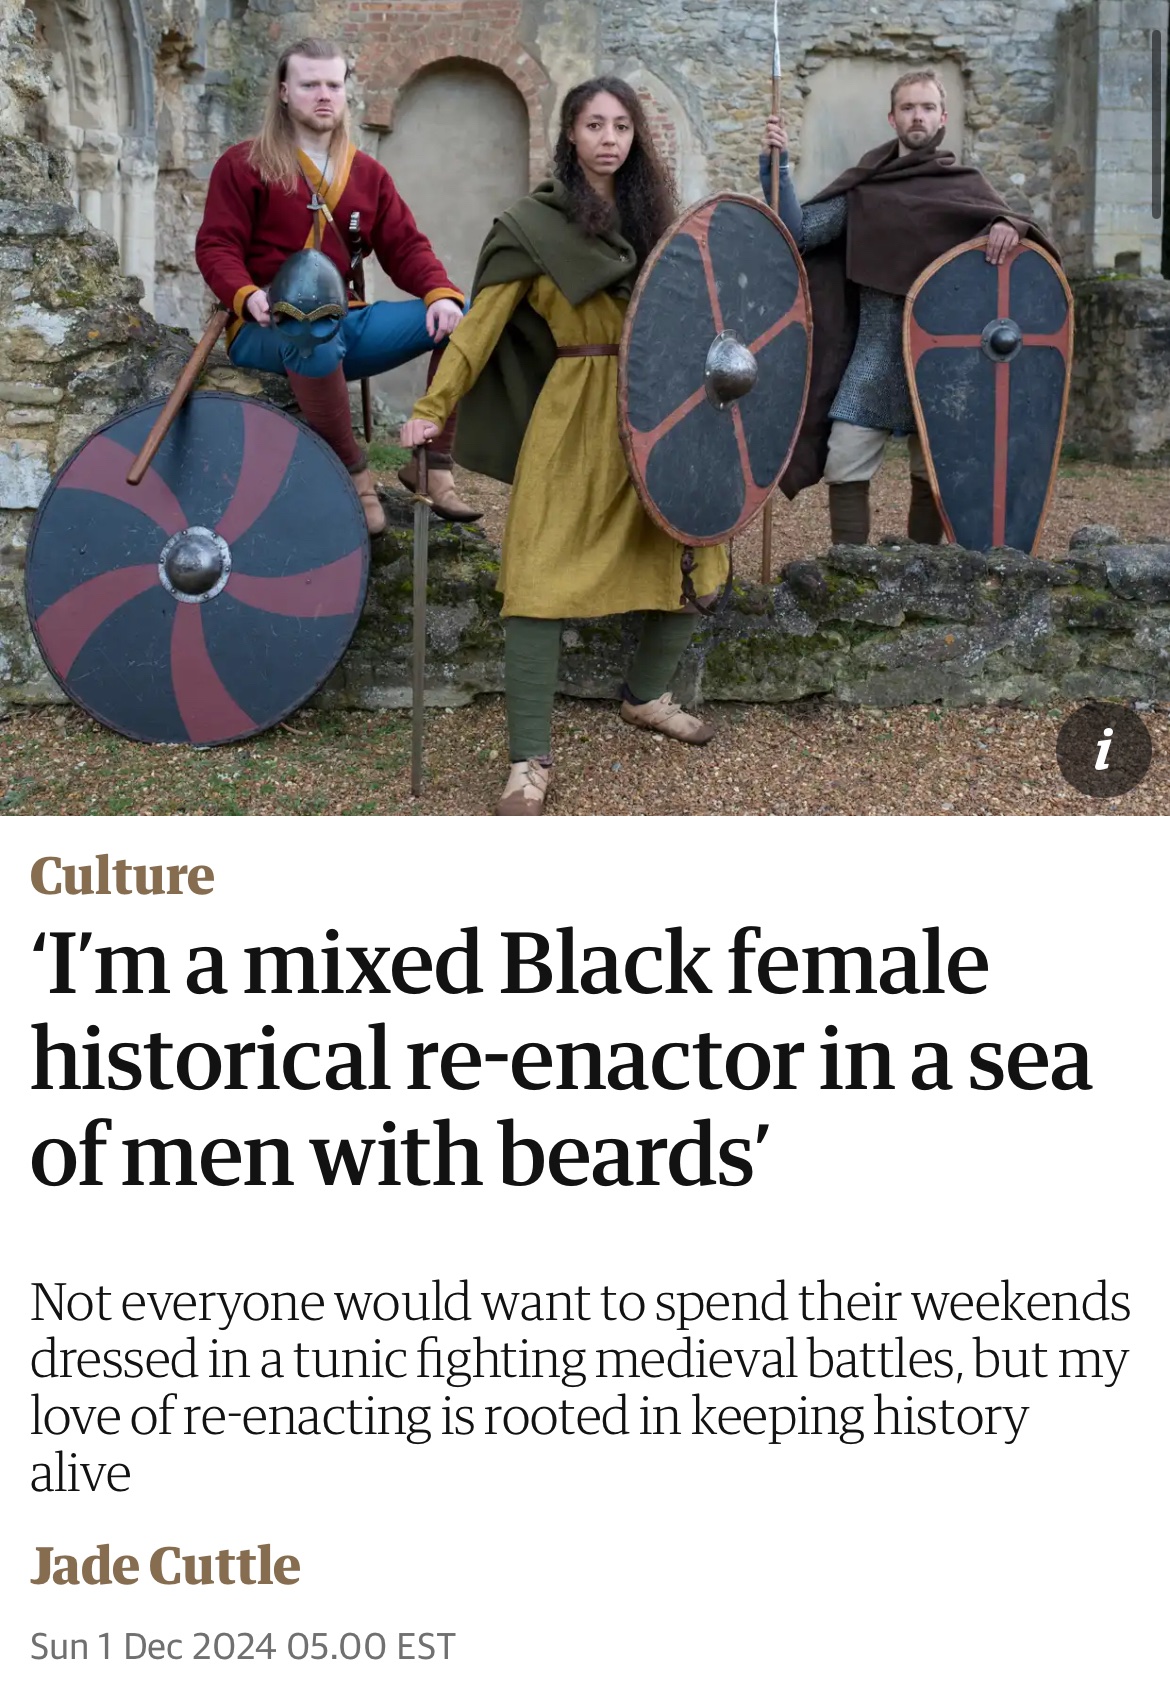 i
Culture
‘I’m a mixed Black female
historical re-enactor in a sea
of men with beards’
Not everyone would want to spend their weekends
dressed in a tunic fighting medieval battles, but my
love of re-enacting is rooted in keeping history
alive
Jade Cuttle
Sun 1 Dec 2024 05.00 EST